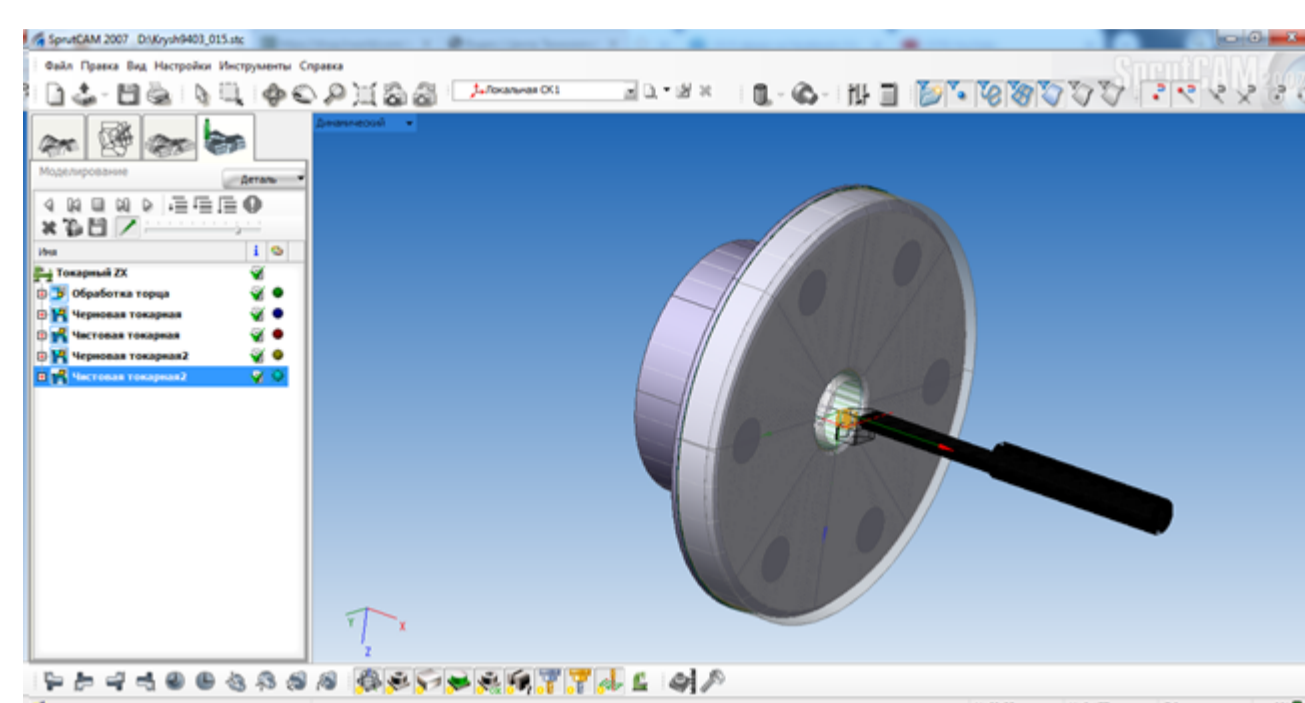 SprutCAM 2007 D:\Krysh9403_015.stc
Файл Правка Вид Настройки Инструменты Справка
Локальная СК1
SprutCAM
Динамический
Моделирование
Деталь
Имя
Токарный ZX
Обработка торца
Черновая токарная
Чистовая токарная
Черновая токарная2
Чистовая токарная2
Y X
Z